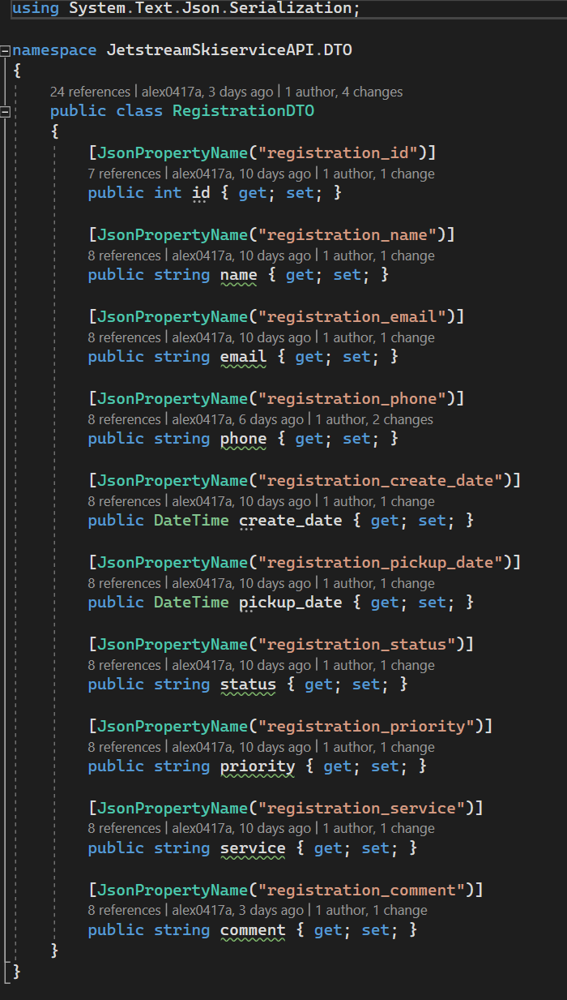 using System.Text.Json.Serialization;
namespace JetstreamSkiserviceAPI.DTO
{
24 references | alex0417a, 3 days ago | 1 author, 4 changes
public class RegistrationDTO
{
[JsonPropertyName("registration_id")]
7 references | alex0417a, 10 days ago | 1 author, 1 change
public int id { get; set; }
[JsonPropertyName("registration_name")]
8 references | alex0417a, 10 days ago | 1 author, 1 change
public string name { get; set; }
[JsonPropertyName("registration_email")]
8 references | alex0417a, 10 days ago | 1 author, 1 change
public string email { get; set; }
[JsonPropertyName("registration_phone")]
8 references | alex0417a, 6 days ago | 1 author, 2 changes
public string phone { get; set; }
[JsonPropertyName("registration_create_date")]
8 references | alex0417a, 10 days ago | 1 author, 1 change
public DateTime create_date { get; set; }
[JsonPropertyName("registration_pickup_date")]
8 references | alex0417a, 10 days ago | 1 author, 1 change
public DateTime pickup_date { get; set; }
[JsonPropertyName("registration_status")]
8 references | alex0417a, 10 days ago | 1 author, 1 change
public string status { get; set; }
[JsonPropertyName("registration_priority")]
8 references | alex0417a, 10 days ago | 1 author, 1 change
public string priority { get; set; }
[JsonPropertyName("registration_service")]
8 references | alex0417a, 10 days ago | 1 author, 1 change
public string service { get; set; }
[JsonPropertyName("registration_comment")]
8 references | alex0417a, 3 days ago | 1 author, 1 change
public string comment { get; set; }
}
}